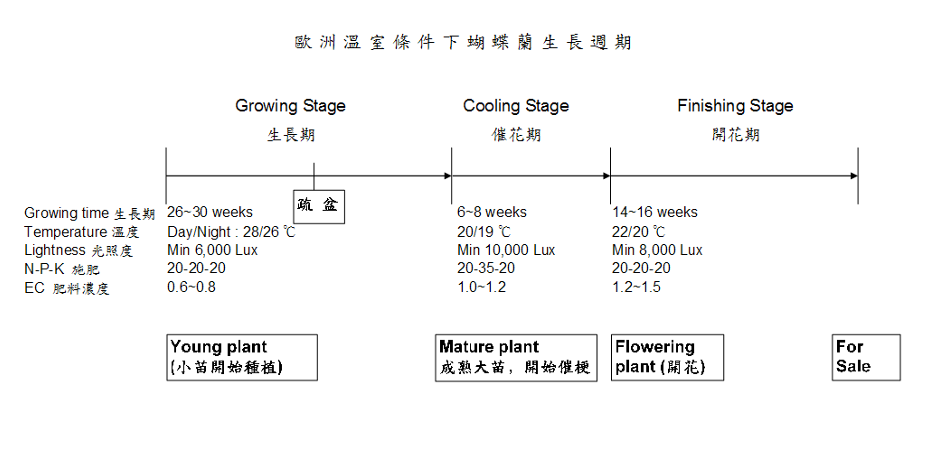 歐洲溫室條件下蝴蝶蘭生長週期
Growing Stage
生長期
Cooling Stage
催花期
Finishing Stage
開花期
疏 盆
Growing time 生長期 26~30 weeks 6~8 weeks 14~16 weeks
Temperature 溫度 Day/Night : 28/26 ℃ 20/19 ℃ 22/20 ℃
Lightness 光照度 Min 6,000 Lux Min 10,000 Lux Min 8,000 Lux
N-P-K 施肥 20-20-20 20-35-20 20-20-20
EC 肥料濃度 0.6~0.8 1.0~1.2 1.2~1.5
Young plant
(小苗開始種植)
Mature plant
成熟大苗，開始催梗
Flowering
plant (開花)
For
Sale